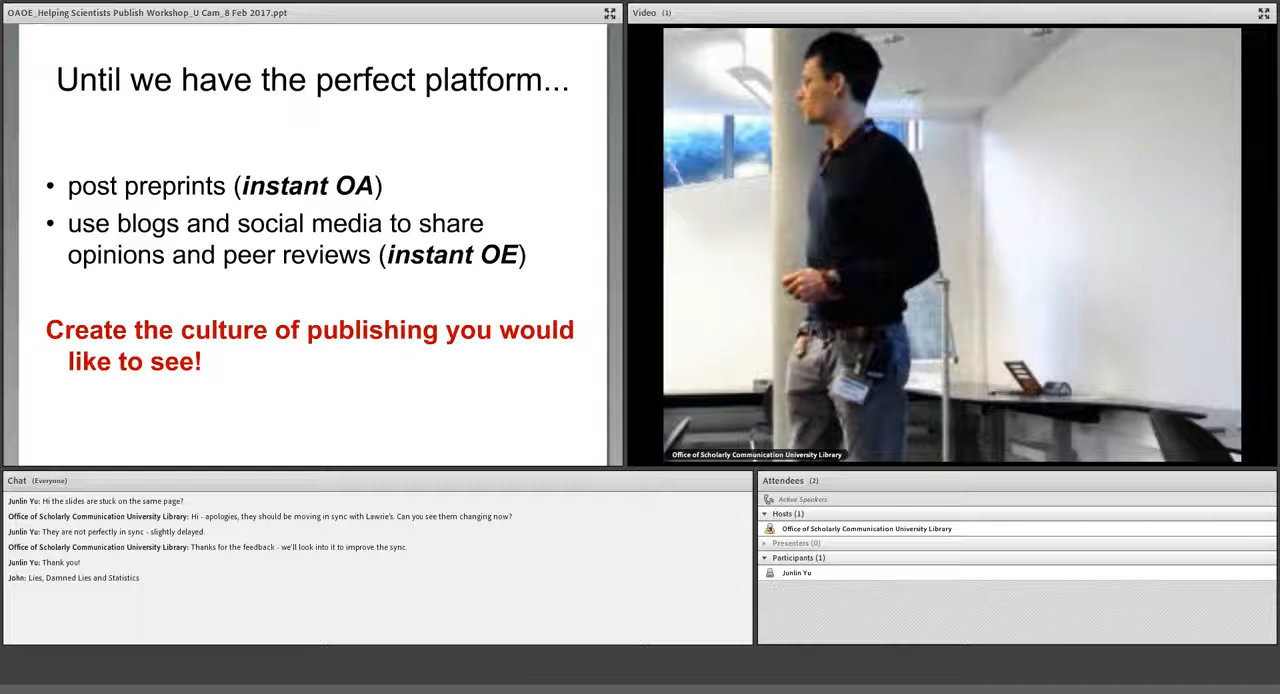 OAOE_Helping Scientists Publish Workshop_U Cam_8 Feb 2017.ppt
Until we have the perfect platform...
• post preprints (instant OA)
• use blogs and social media to share
opinions and peer reviews (instant OE)
Create the culture of publishing you would
like to see!
Video (1)
Office of Scholarly Communication University Library
Chat (Everyone)
Junlin Yu: Hi the slides are stuck on the same page?
Office of Scholarly Communication University Library: Hi - apologies, they should be moving in sync with Lawrie's. Can you see them changing now?
Junlin Yu: They are not perfectly in sync - slightly delayed.
Office of Scholarly Communication University Library: Thanks for the feedback - we'll look into it to improve the sync.
Junlin Yu: Thank you!
John: Lies, Damned Lies and Statistics
Attendees (2)
Active Speakers
Hosts (1)
Office of Scholarly Communication University Library
Presenters (0)
Participants (1)
Junlin Yu